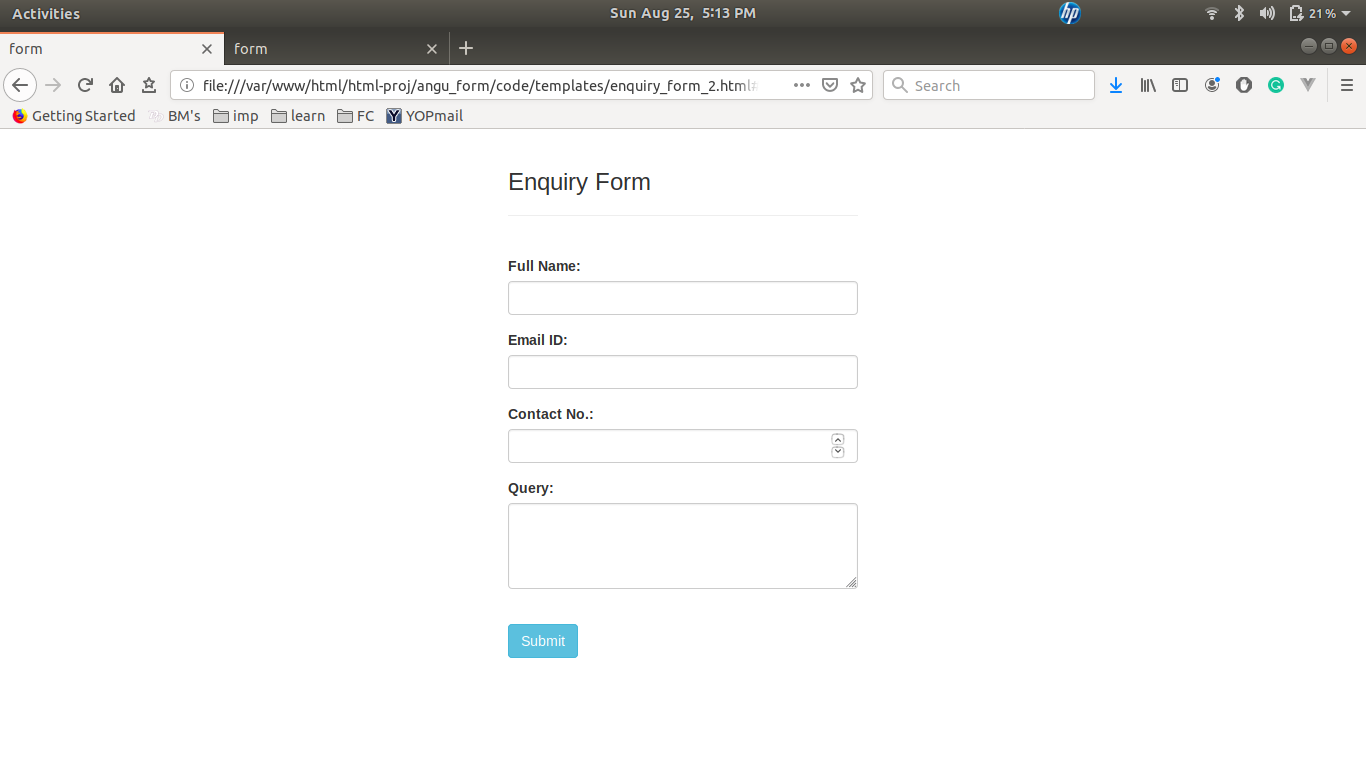 Activities
Sun Aug 25, 5:13 PM
hp
21 %
form
form
file:///var/www/html/html-proj/angu_form/code/templates/enquiry_form_2.html#
Search
Getting Started BM's imp learn FC Y YOPmail
Enquiry Form
Full Name:
Email ID:
Contact No.:
Query:
Submit